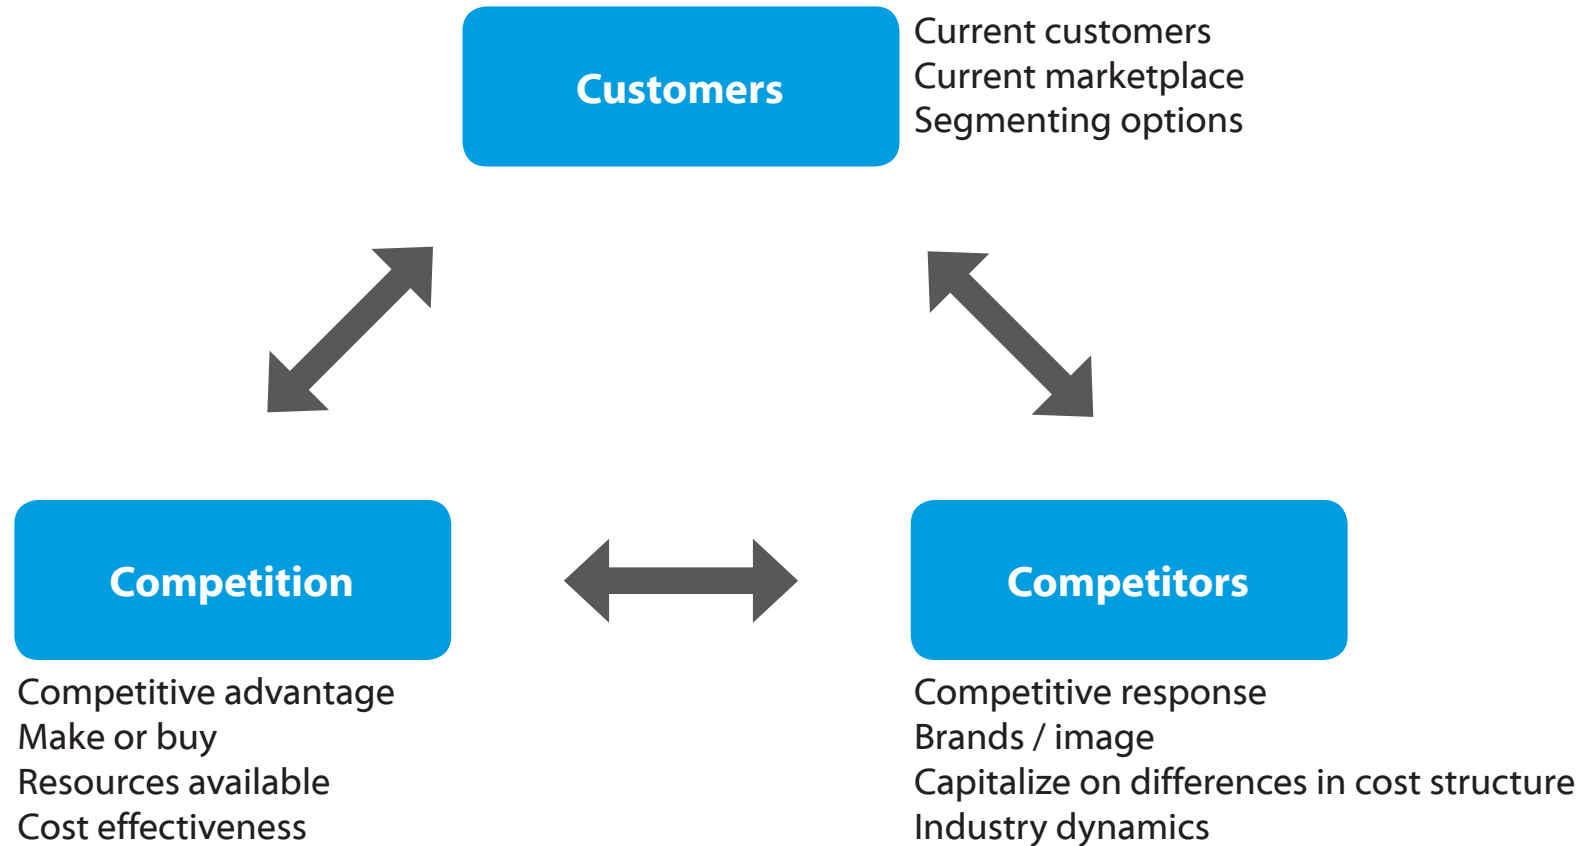 Customers
Current customers
Current marketplace
Segmenting options
Competition
Competitive advantage
Make or buy
Resources available
Cost effectiveness
Competitors
Competitive response
Brands / image
Capitalize on differences in cost structure
Industry dynamics